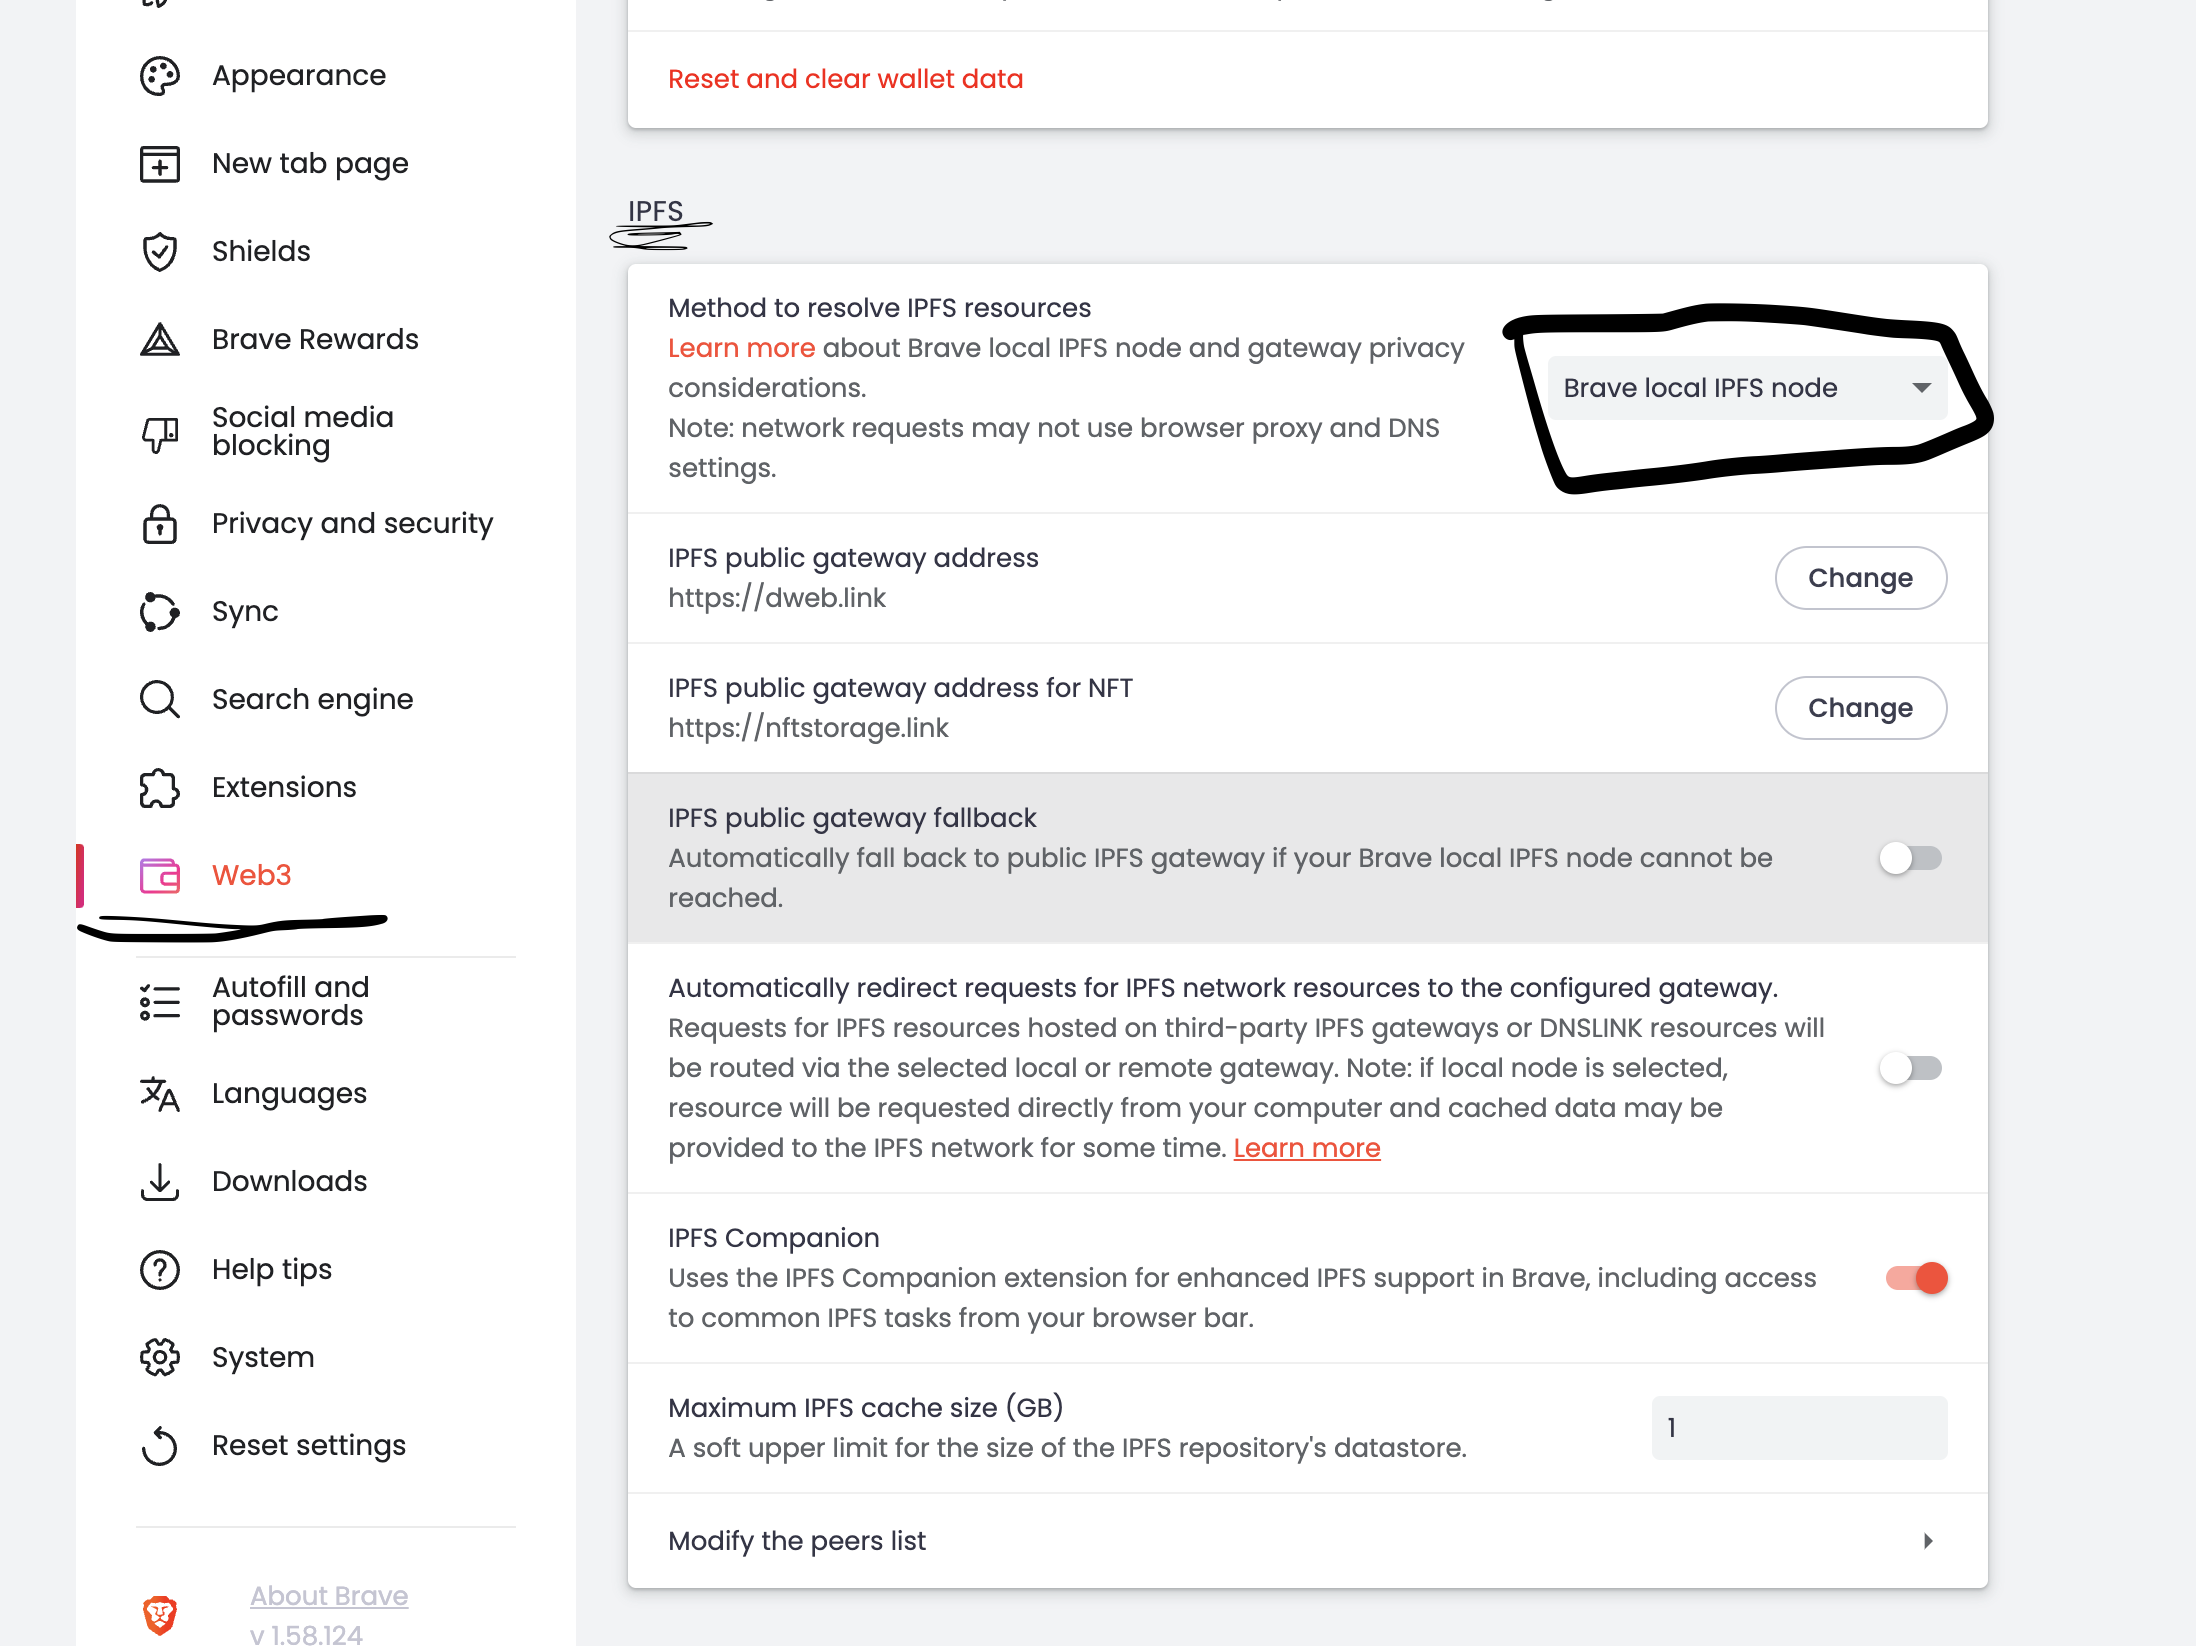 Appearance
New tab page
Shields
Brave Rewards
Social media
blocking
Privacy and security
Sync
Search engine
Extensions
Web3
Autofill and
passwords
Languages
Downloads
Help tips
System
Reset settings
About Brave
v 1.58.124
Reset and clear wallet data
IPFS
Method to resolve IPFS resources
Learn more about Brave local IPFS node and gateway privacy
considerations.
Note: network requests may not use browser proxy and DNS
settings.
Brave local IPFS node
IPFS public gateway address
https://dweb.link
Change
IPFS public gateway address for NFT
https://nftstorage.link
Change
IPFS public gateway fallback
Automatically fall back to public IPFS gateway if your Brave local IPFS node cannot be
reached.
Automatically redirect requests for IPFS network resources to the configured gateway.
Requests for IPFS resources hosted on third-party IPFS gateways or DNSLINK resources will
be routed via the selected local or remote gateway. Note: if local node is selected,
resource will be requested directly from your computer and cached data may be
provided to the IPFS network for some time. Learn more
IPFS Companion
Uses the IPFS Companion extension for enhanced IPFS support in Brave, including access
to common IPFS tasks from your browser bar.
Maximum IPFS cache size (GB)
A soft upper limit for the size of the IPFS repository's datastore.
1
Modify the peers list